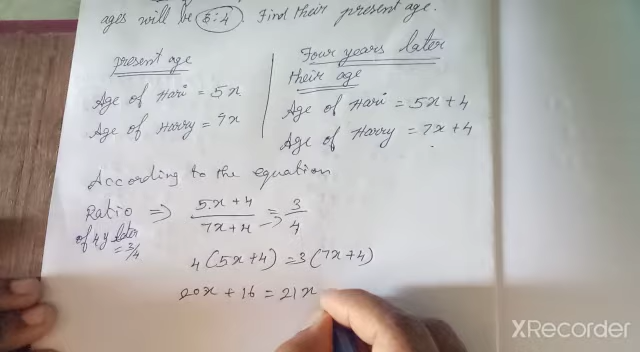 ages will be 3:4 Find their present age.
present age
Age of Hari = 5x
Age of Harry = 7x
Four years later
their age
Age of Hari = 5x+4
Age of Harry = 7x+4
According to the equation
Ratio ⇒ 5x+4/7x+4 ⇒ 3/4
of 4 y later
= 3/4
4(5x+4) = 3(7x+4)
20x + 16 = 21x
XRecorder